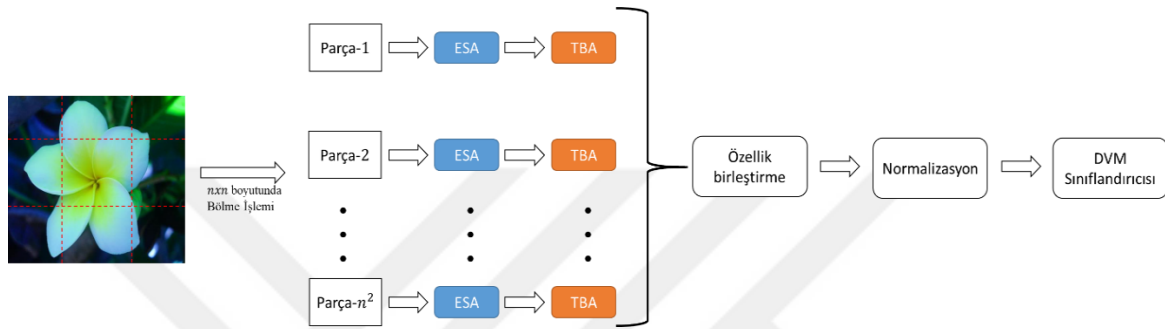 Parça-1
ESA
TBA
nxn boyutunda
Bölme İşlemi
Parça-2
ESA
TBA
Özellik
birleştirme
Normalizasyon
DVM
Sınıflandırıcısı
Parça-n²
ESA
TBA